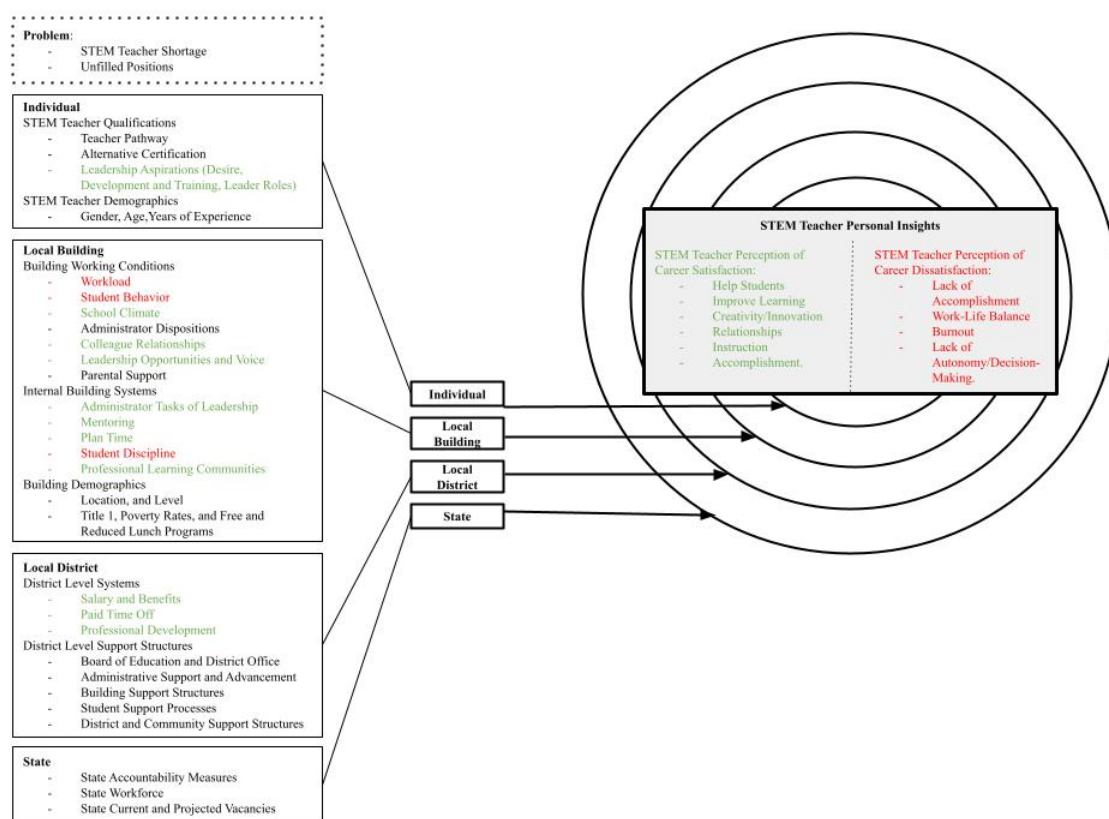 Problem:
- STEM Teacher Shortage
- Unfilled Positions
Individual
STEM Teacher Qualifications
- Teacher Pathway
- Alternative Certification
- Leadership Aspirations (Desire,
Development and Training, Leader Roles)
STEM Teacher Demographics
- Gender, Age,Years of Experience
Local Building
Building Working Conditions
- Workload
- Student Behavior
- School Climate
- Administrator Dispositions
- Colleague Relationships
- Leadership Opportunities and Voice
- Parental Support
Internal Building Systems
- Administrator Tasks of Leadership
- Mentoring
- Plan Time
- Student Discipline
- Professional Learning Communities
Building Demographics
- Location, and Level
- Title 1, Poverty Rates, and Free and
Reduced Lunch Programs
Local District
District Level Systems
- Salary and Benefits
- Paid Time Off
- Professional Development
District Level Support Structures
- Board of Education and District Office
- Administrative Support and Advancement
- Building Support Structures
- Student Support Processes
- District and Community Support Structures
State
- State Accountability Measures
- State Workforce
- State Current and Projected Vacancies
Individual
Local
Building
Local
District
State
STEM Teacher Personal Insights
STEM Teacher Perception of
Career Satisfaction:
- Help Students
- Improve Learning
- Creativity/Innovation
- Relationships
- Instruction
- Accomplishment.
STEM Teacher Perception of
Career Dissatisfaction:
- Lack of
Accomplishment
- Work-Life Balance
- Burnout
- Lack of
Autonomy/Decision-
Making.